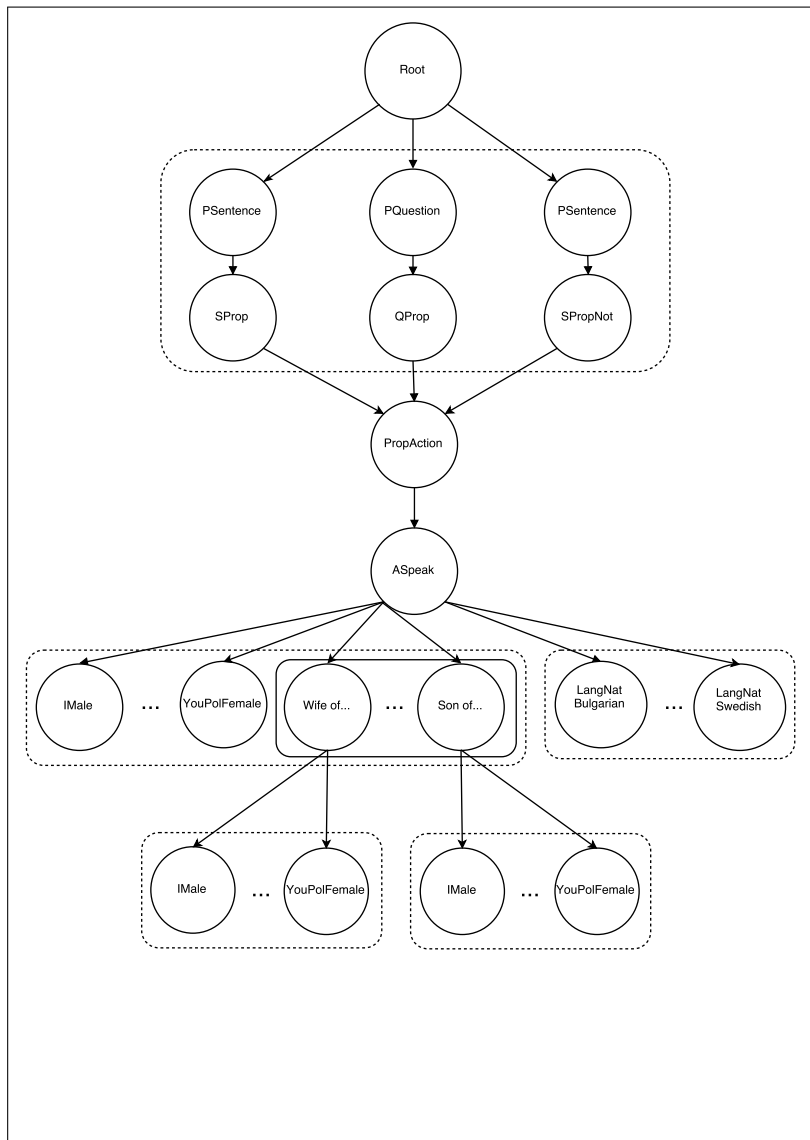 Root
PSentence
PQuestion
PSentence
SProp
QProp
SPropNot
PropAction
ASpeak
IMale
...
YouPolFemale
Wife of...
...
Son of...
LangNat
Bulgarian
...
LangNat
Swedish
IMale
...
YouPolFemale
IMale
...
YouPolFemale